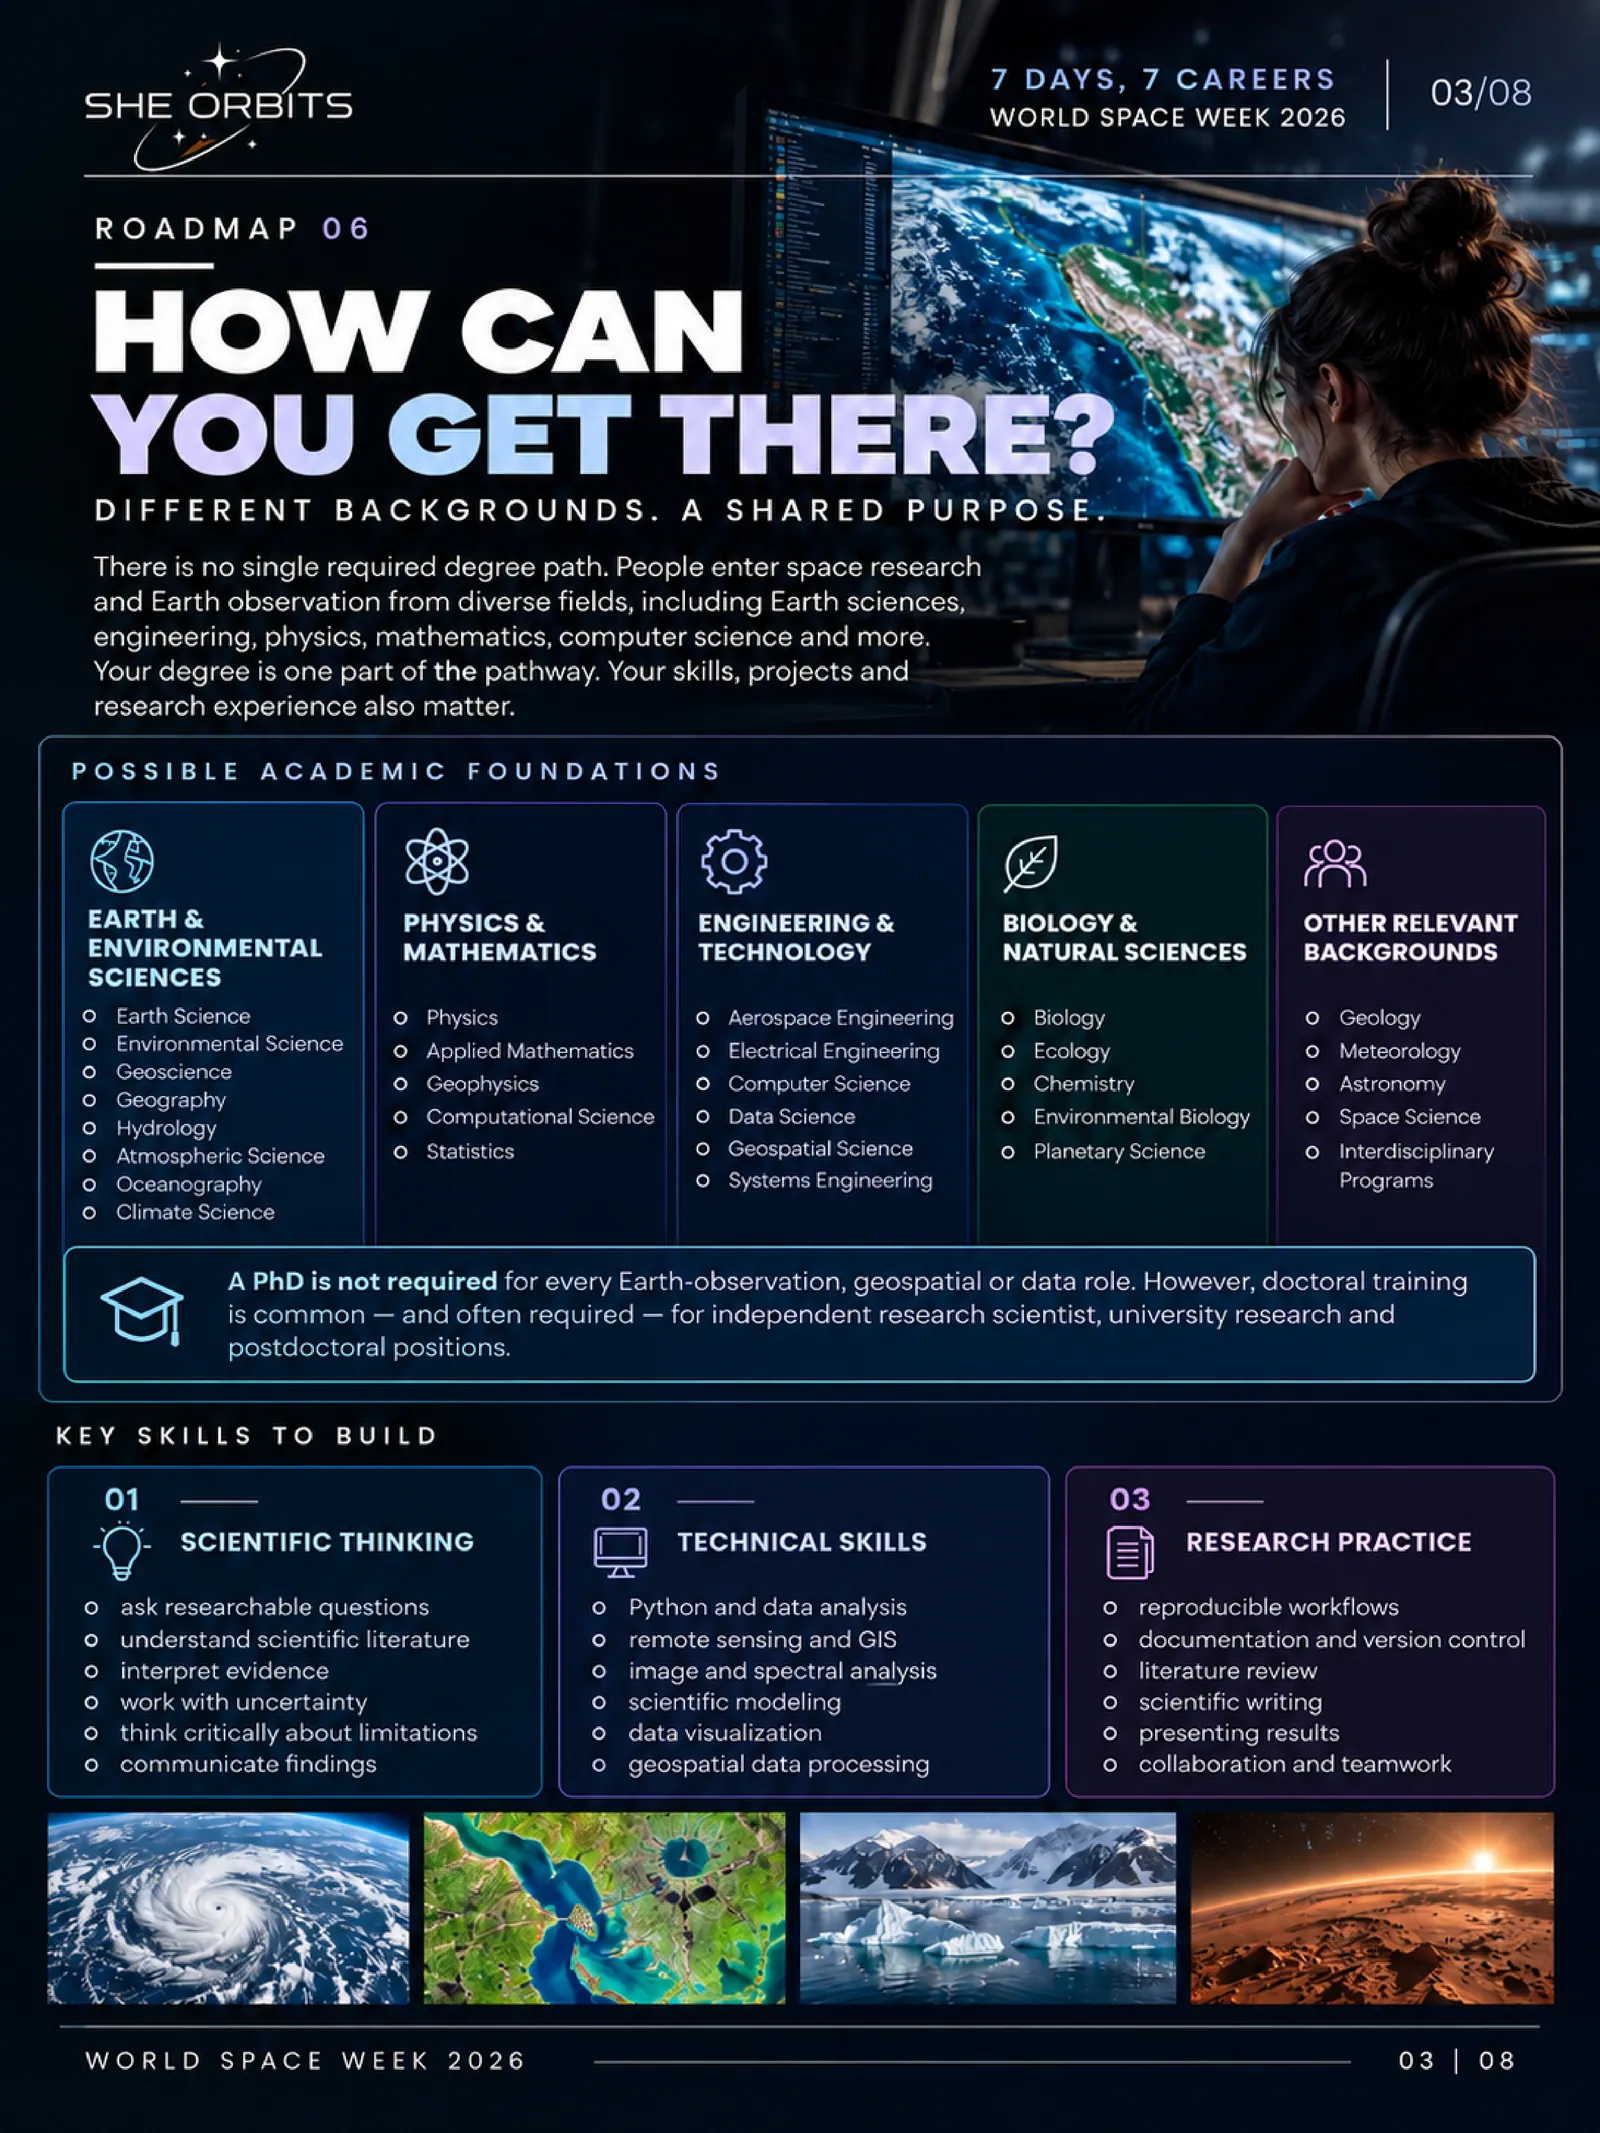 SHE ORBITS
7 DAYS, 7 CAREERS
WORLD SPACE WEEK 2026
03/08
ROADMAP 06
HOW CAN
YOU GET THERE?
DIFFERENT BACKGROUNDS. A SHARED PURPOSE.
There is no single required degree path. People enter space research
and Earth observation from diverse fields, including Earth sciences,
engineering, physics, mathematics, computer science and more.
Your degree is one part of the pathway. Your skills, projects and
research experience also matter.
POSSIBLE ACADEMIC FOUNDATIONS
EARTH &
ENVIRONMENTAL
SCIENCES
Earth Science
Environmental Science
Geoscience
Geography
Hydrology
Atmospheric Science
Oceanography
Climate Science
PHYSICS &
MATHEMATICS
Physics
Applied Mathematics
Geophysics
Computational Science
Statistics
ENGINEERING &
TECHNOLOGY
Aerospace Engineering
Electrical Engineering
Computer Science
Data Science
Geospatial Science
Systems Engineering
BIOLOGY &
NATURAL SCIENCES
Biology
Ecology
Chemistry
Environmental Biology
Planetary Science
OTHER RELEVANT
BACKGROUNDS
Geology
Meteorology
Astronomy
Space Science
Interdisciplinary
Programs
A PhD is not required for every Earth-observation, geospatial or data role. However, doctoral training
is common — and often required — for independent research scientist, university research and
postdoctoral positions.
KEY SKILLS TO BUILD
01
SCIENTIFIC THINKING
ask researchable questions
understand scientific literature
interpret evidence
work with uncertainty
think critically about limitations
communicate findings
02
TECHNICAL SKILLS
Python and data analysis
remote sensing and GIS
image and spectral analysis
scientific modeling
data visualization
geospatial data processing
03
RESEARCH PRACTICE
reproducible workflows
documentation and version control
literature review
scientific writing
presenting results
collaboration and teamwork
WORLD SPACE WEEK 2026
03 | 08